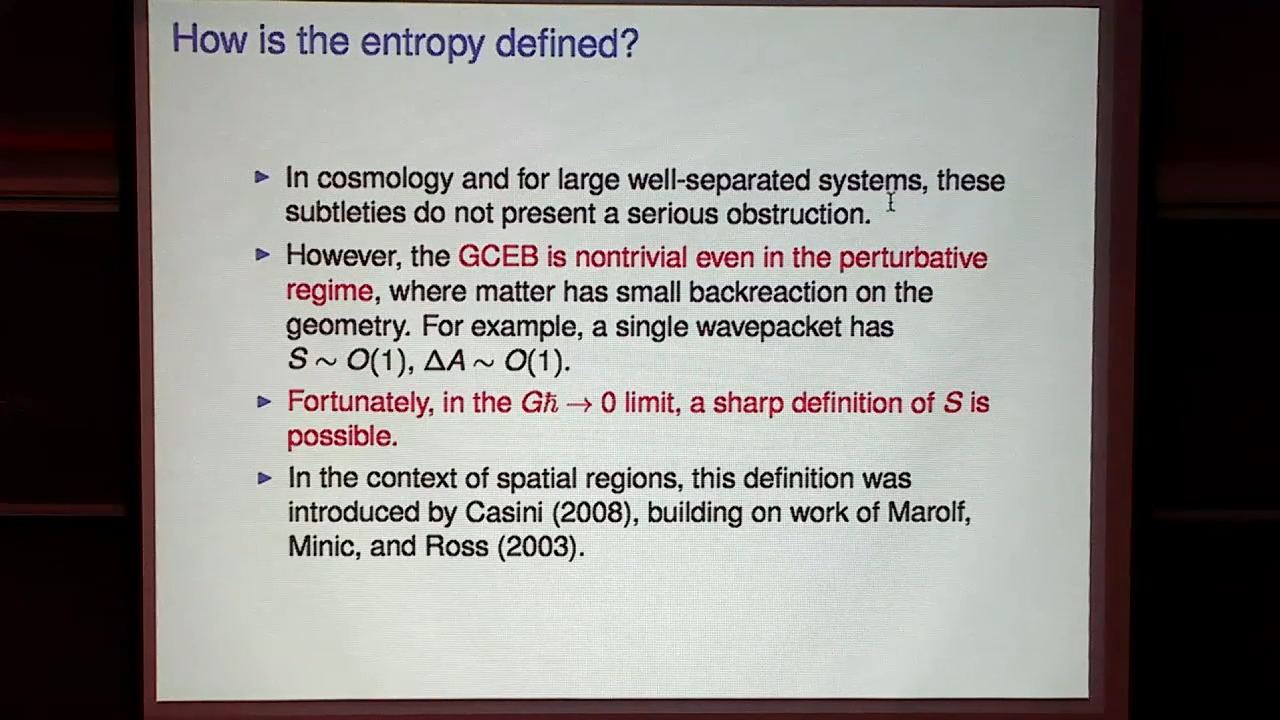 How is the entropy defined?
▶ In cosmology and for large well-separated systems, these
subtleties do not present a serious obstruction.
▶ However, the GCEB is nontrivial even in the perturbative
regime, where matter has small backreaction on the
geometry. For example, a single wavepacket has
S ~ O(1), ΔA ~ O(1).
▶ Fortunately, in the Għ → 0 limit, a sharp definition of S is
possible.
▶ In the context of spatial regions, this definition was
introduced by Casini (2008), building on work of Marolf,
Minic, and Ross (2003).